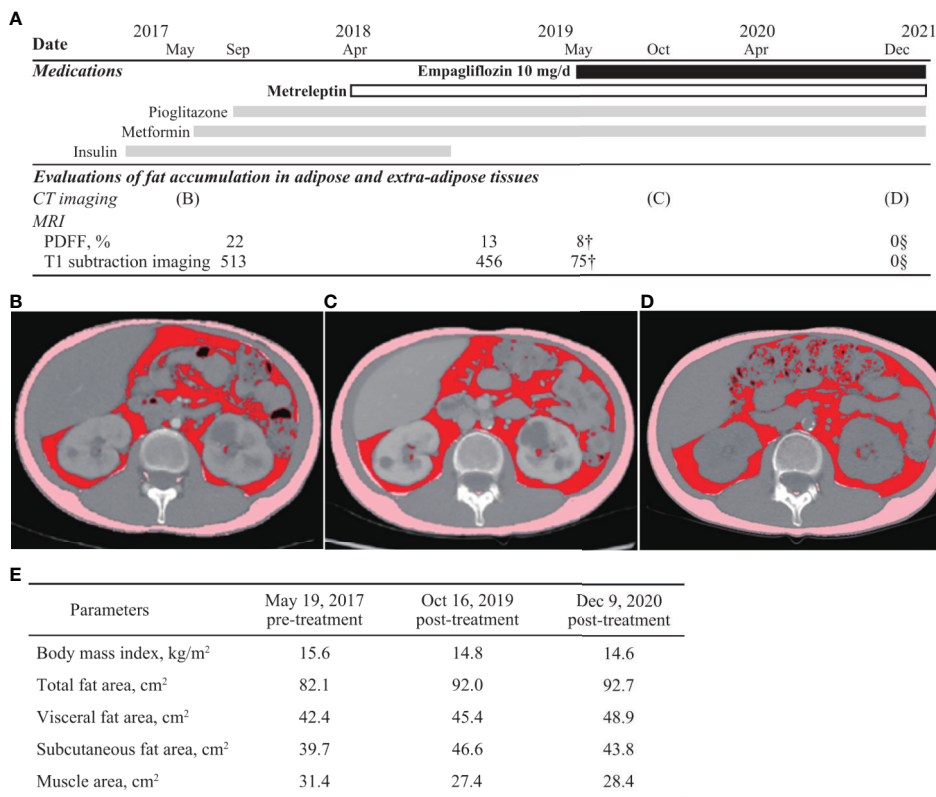 A
2017 2018 2019 2020 2021
Date May Sep Apr May Oct Apr Dec
Medications Empagliflozin 10 mg/d
Metreleptin
Pioglitazone
Metformin
Insulin
Evaluations of fat accumulation in adipose and extra-adipose tissues
CT imaging (B) (C) (D)
MRI
PDFF, % 22 13 8† 0§
T1 subtraction imaging 513 456 75† 0§
B C D
E
Parameters May 19, 2017 pre-treatment Oct 16, 2019 post-treatment Dec 9, 2020 post-treatment
Body mass index, kg/m² 15.6 14.8 14.6
Total fat area, cm² 82.1 92.0 92.7
Visceral fat area, cm² 42.4 45.4 48.9
Subcutaneous fat area, cm² 39.7 46.6 43.8
Muscle area, cm² 31.4 27.4 28.4